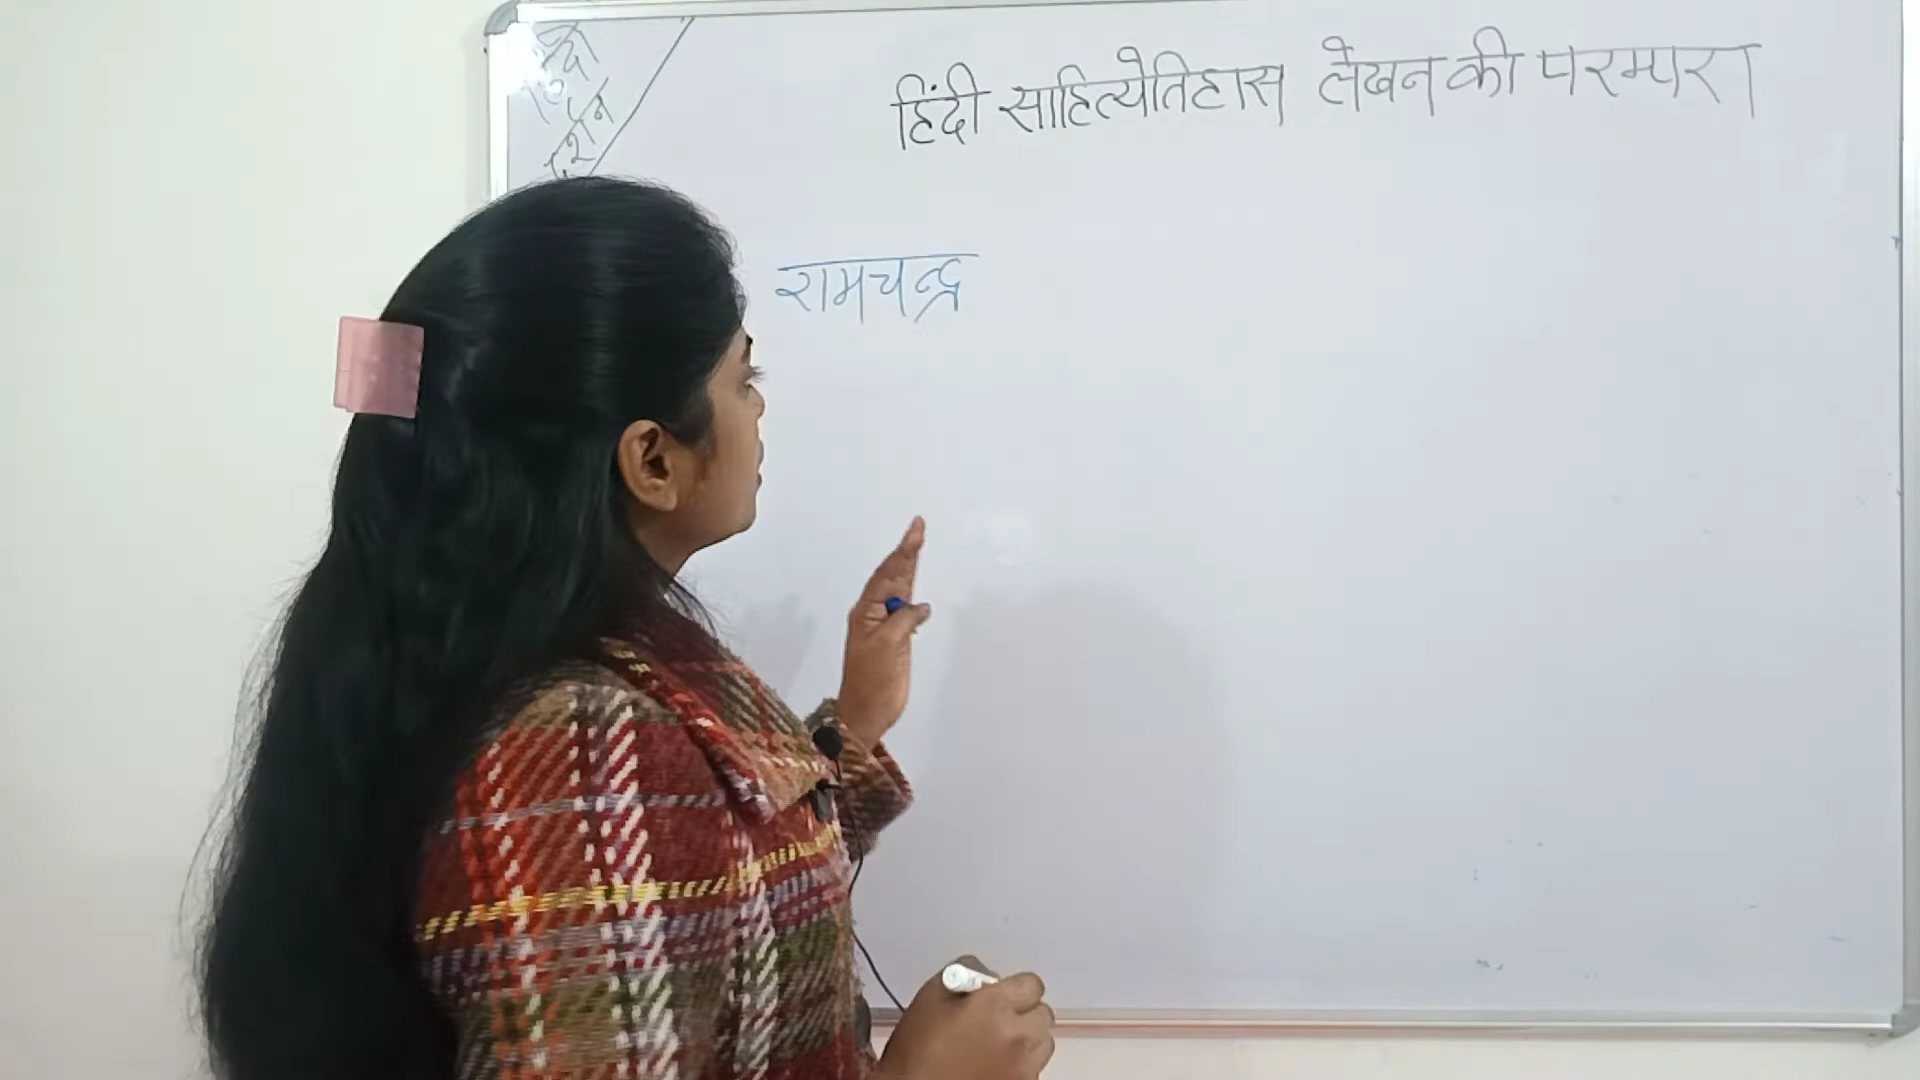 हिंदी साहित्येतिहास लेखन की परम्परा
रामचन्द्र